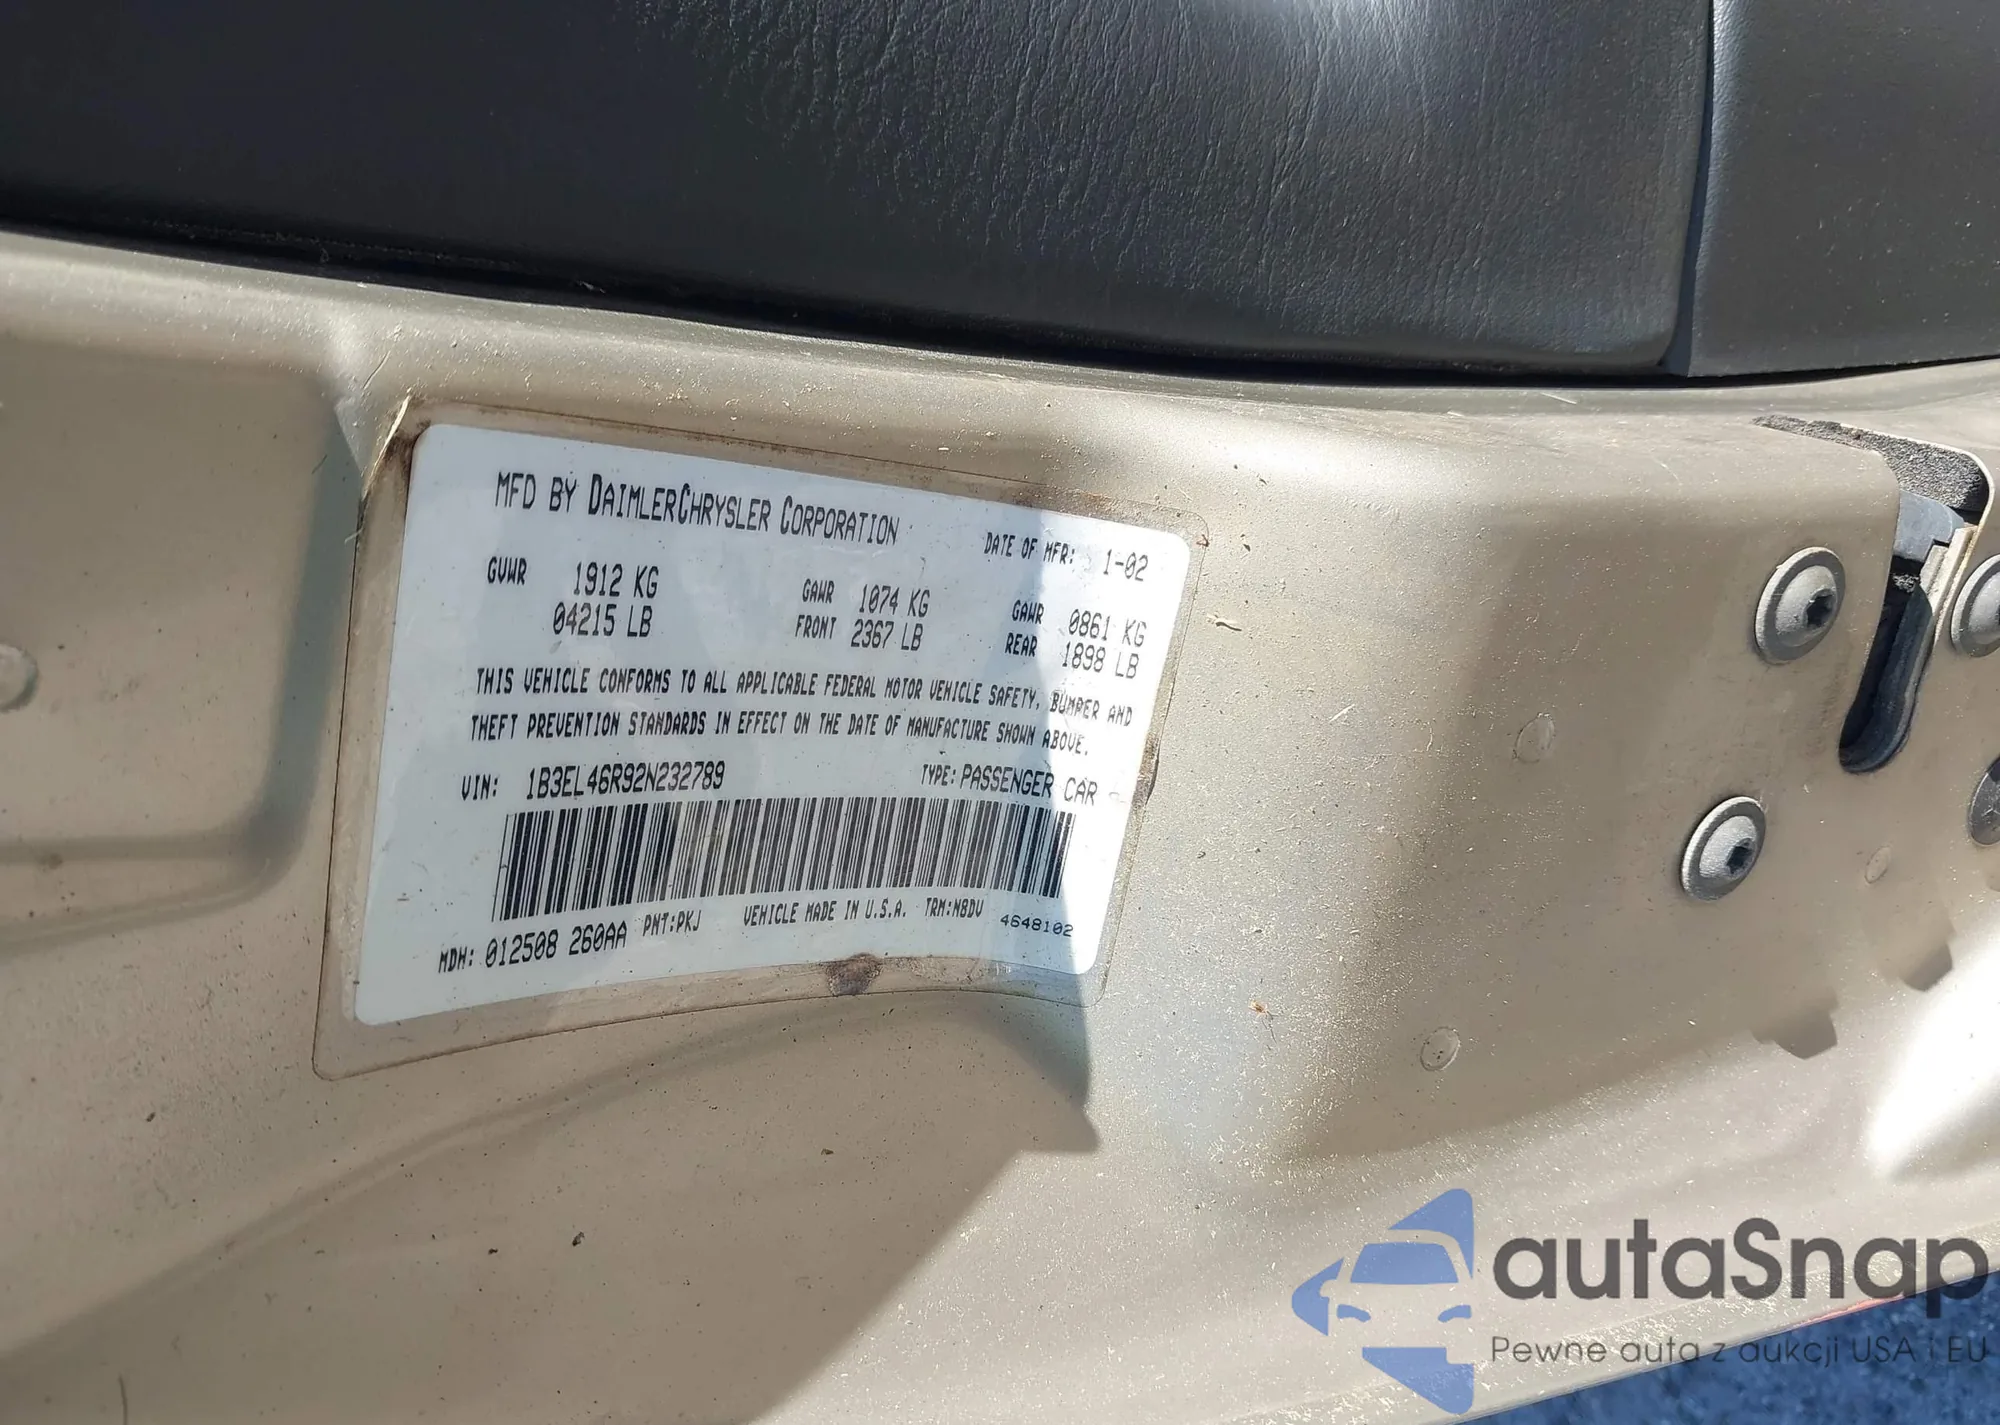 MFD BY DAIMLERCHRYSLER CORPORATION
DATE OF MFR: 1-02
GVWR 1912 KG
04215 LB
GAWR 1074 KG
FRONT 2367 LB
GAWR 0861 KG
REAR 1898 LB
THIS VEHICLE CONFORMS TO ALL APPLICABLE FEDERAL MOTOR VEHICLE SAFETY, BUMPER AND
THEFT PREVENTION STANDARDS IN EFFECT ON THE DATE OF MANUFACTURE SHOWN ABOVE.
VIN: 1B3EL46R92N232789 TYPE: PASSENGER CAR
MDH: 012508 260AA PNT:PKJ VEHICLE MADE IN U.S.A. TRM:N8DV 4648102
autaSnap
Pewne auta z aukcji USA i EU